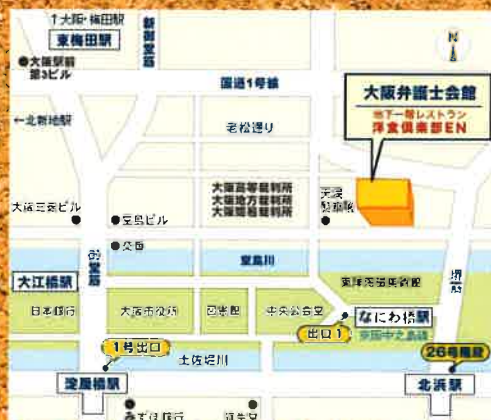 ↑大阪・梅田駅
東梅田駅
新御堂筋
N
●大阪駅前
第3ビル
国道1号線
大阪弁護士会館
地下一階レストラン
洋食倶楽部EN
←北新地駅
老松通り
大阪高等裁判所
大阪地方裁判所
大阪簡易裁判所
天満
大阪三菱ビル
●堂島ビル
御堂筋
堂島川
大江橋駅
東洋陶磁美術館
堺筋
日本銀行
大阪市役所
図書館
中央公会堂
なにわ橋駅
京阪中之島線
出口1
1号出口
土佐堀川
26号階段
淀屋橋駅
北浜駅
みずほ銀行